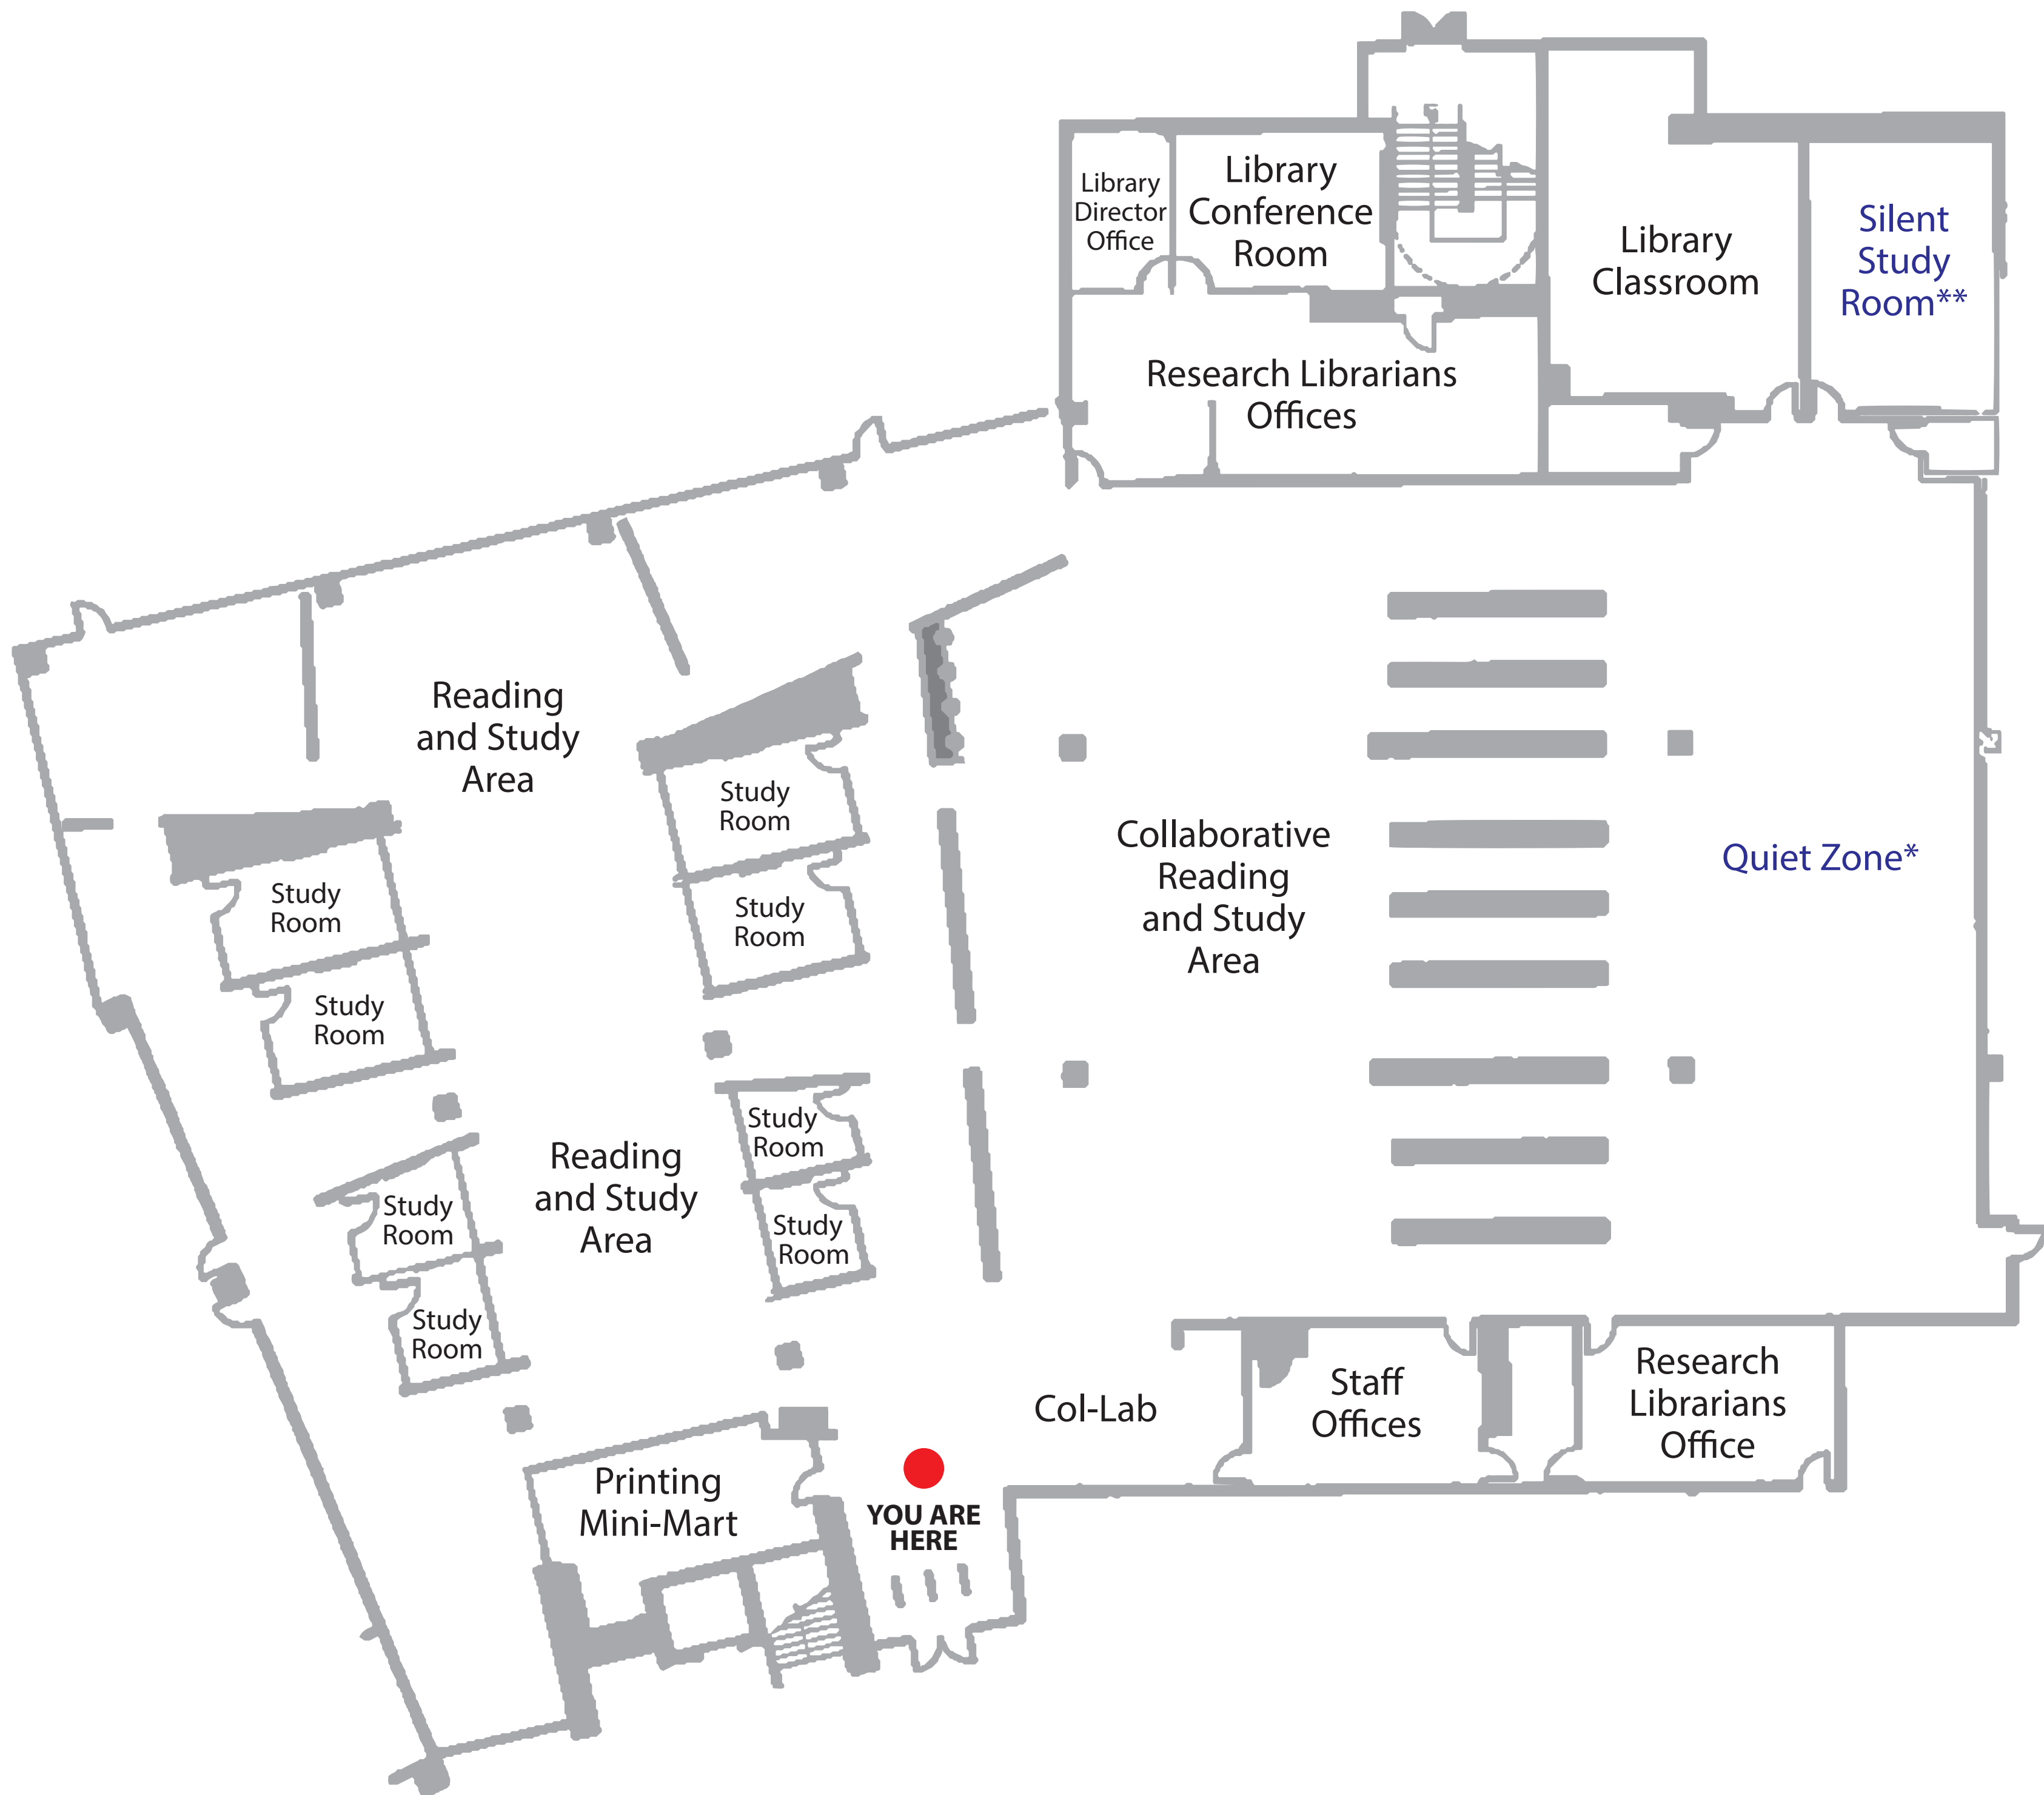 Library
Director
Office
Library
Conference
Room
Library
Classroom
Silent
Study
Room**
Research Librarians
Offices
Reading
and Study
Area
Study
Room
Study
Room
Study
Room
Study
Room
Collaborative
Reading
and Study
Area
Quiet Zone*
Study
Room
Study
Room
Reading
and Study
Area
Study
Room
Study
Room
Col-Lab
Staff
Offices
Research
Librarians
Office
Printing
Mini-Mart
YOU ARE
HERE